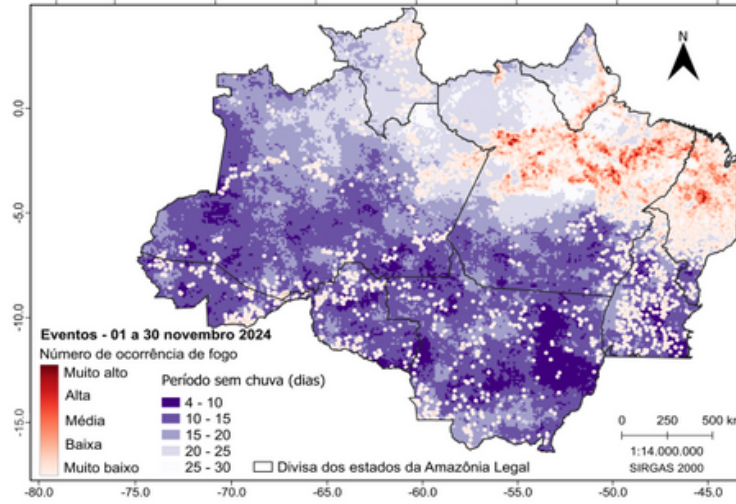 N
0.0
-5.0
-10.0
-15.0
Eventos - 01 a 30 novembro 2024
Número de ocorrência de fogo
Muito alto
Alta
Média
Baixa
Muito baixo
Período sem chuva (dias)
4 - 10
10 - 15
15 - 20
20 - 25
25 - 30
Divisa dos estados da Amazônia Legal
0 250 500 km
1:14.000.000
SIRGAS 2000
-80.0 -70.0 -65.0 -60.0 -55.0 -50.0 -45.0